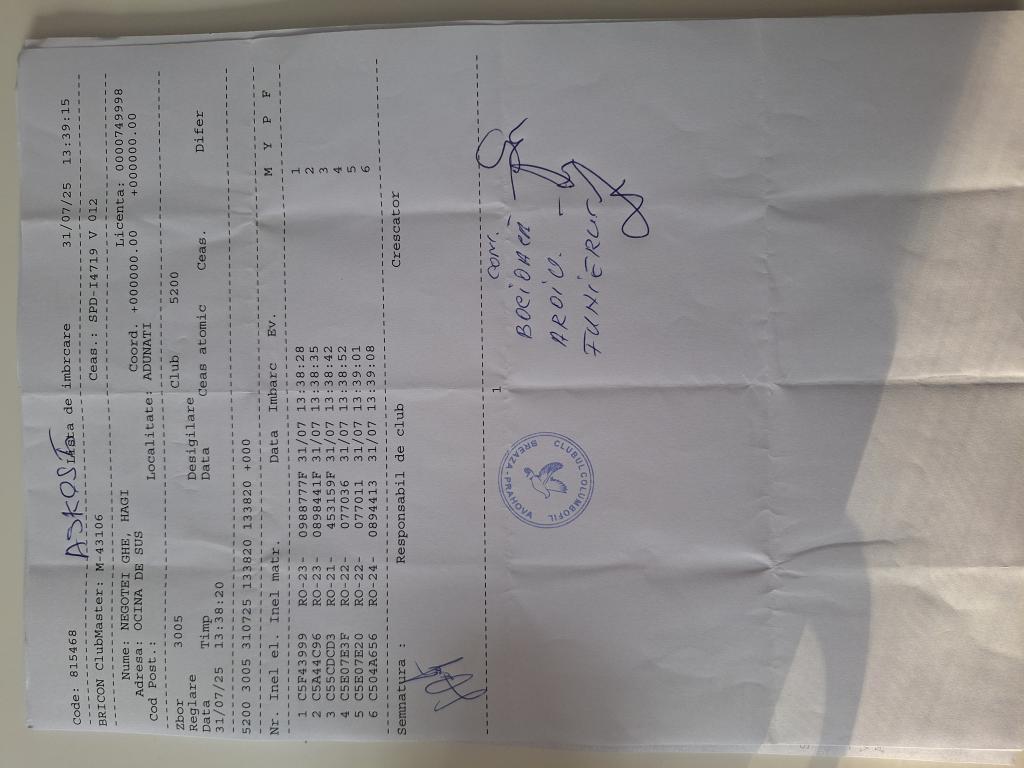 ASKOST
Code: 815468 Lista de imbrcare 31/07/25 13:39:15
BRICON ClubMaster: M-43106 Ceas.: SPD-I4719 V 012
Nume: NEGOTEI GHE, HAGI Coord. +000000.00 Licenta: 0000749998
Adresa: OCINA DE SUS +000000.00
Cod Post.: Localitate: ADUNATI
Zbor 3005 Club 5200
Reglare Desigilare
Data Timp Data Ceas atomic Ceas. Difer
31/07/25 13:38:20
5200 3005 310725 133820 133820 +000
Nr. Inel el. Inel matr. Data Imbarc Ev. M Y P F
1 C5F43999 RO-23- 0988777F 31/07 13:38:28 1
2 C5A44C96 RO-23- 0898441F 31/07 13:38:35 2
3 C55CDCD3 RO-21- 453159F 31/07 13:38:42 3
4 C5E07E3F RO-22- 077036 31/07 13:38:52 4
5 C5E07E20 RO-22- 077011 31/07 13:39:01 5
6 C504A656 RO-24- 0894413 31/07 13:39:08 6
Semnatura : Responsabil de club Crescator
1
com.
ARDIU. -
FUNIERU
CLUBUL COLUMBOFIL
BREAZA-PRAHOVA